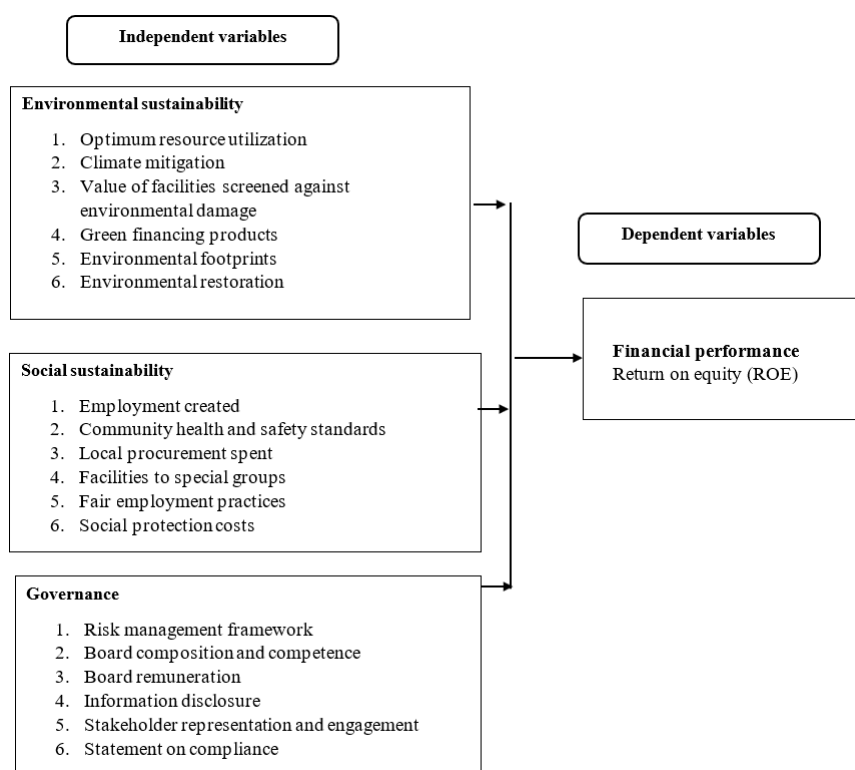 Independent variables
Environmental sustainability
1. Optimum resource utilization
2. Climate mitigation
3. Value of facilities screened against
environmental damage
4. Green financing products
5. Environmental footprints
6. Environmental restoration
Dependent variables
Financial performance
Return on equity (ROE)
Social sustainability
1. Employment created
2. Community health and safety standards
3. Local procurement spent
4. Facilities to special groups
5. Fair employment practices
6. Social protection costs
Governance
1. Risk management framework
2. Board composition and competence
3. Board remuneration
4. Information disclosure
5. Stakeholder representation and engagement
6. Statement on compliance